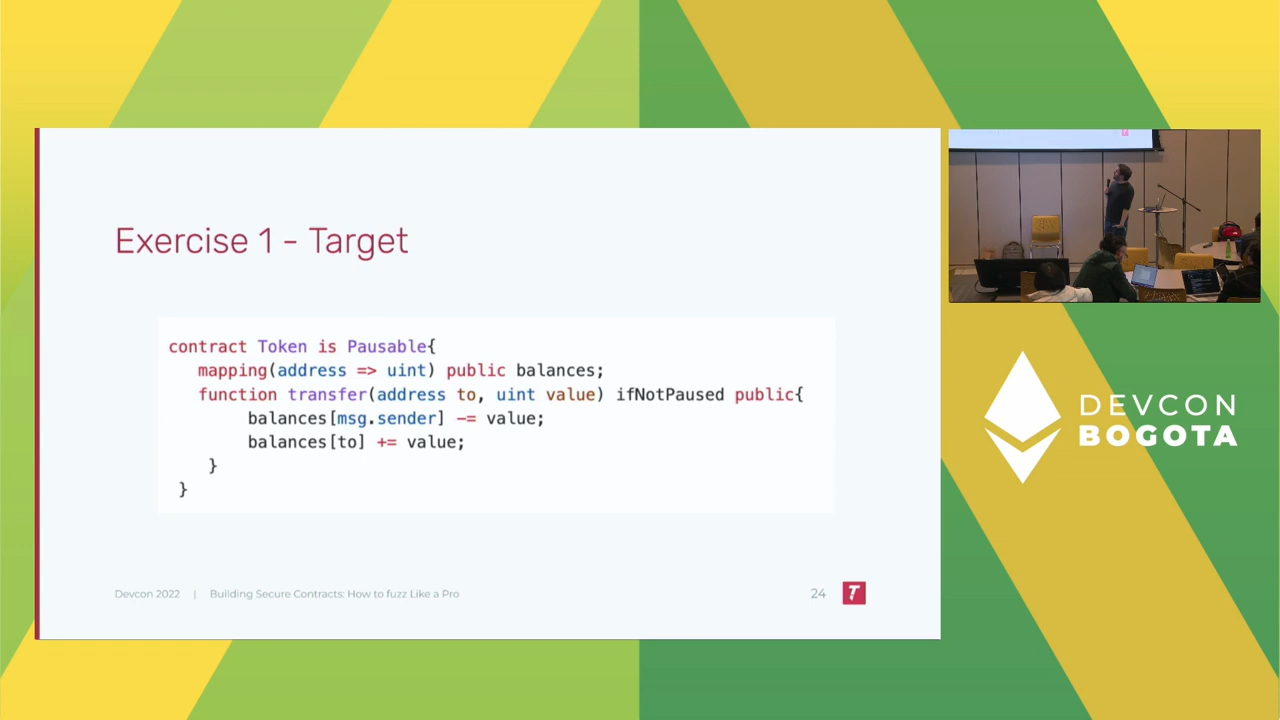 Exercise 1 - Target
contract Token is Pausable{
mapping(address => uint) public balances;
function transfer(address to, uint value) ifNotPaused public{
balances[msg.sender] -= value;
balances[to] += value;
}
}
Devcon 2022 | Building Secure Contracts: How to fuzz Like a Pro
24
T
DEVCON
BOGOTA